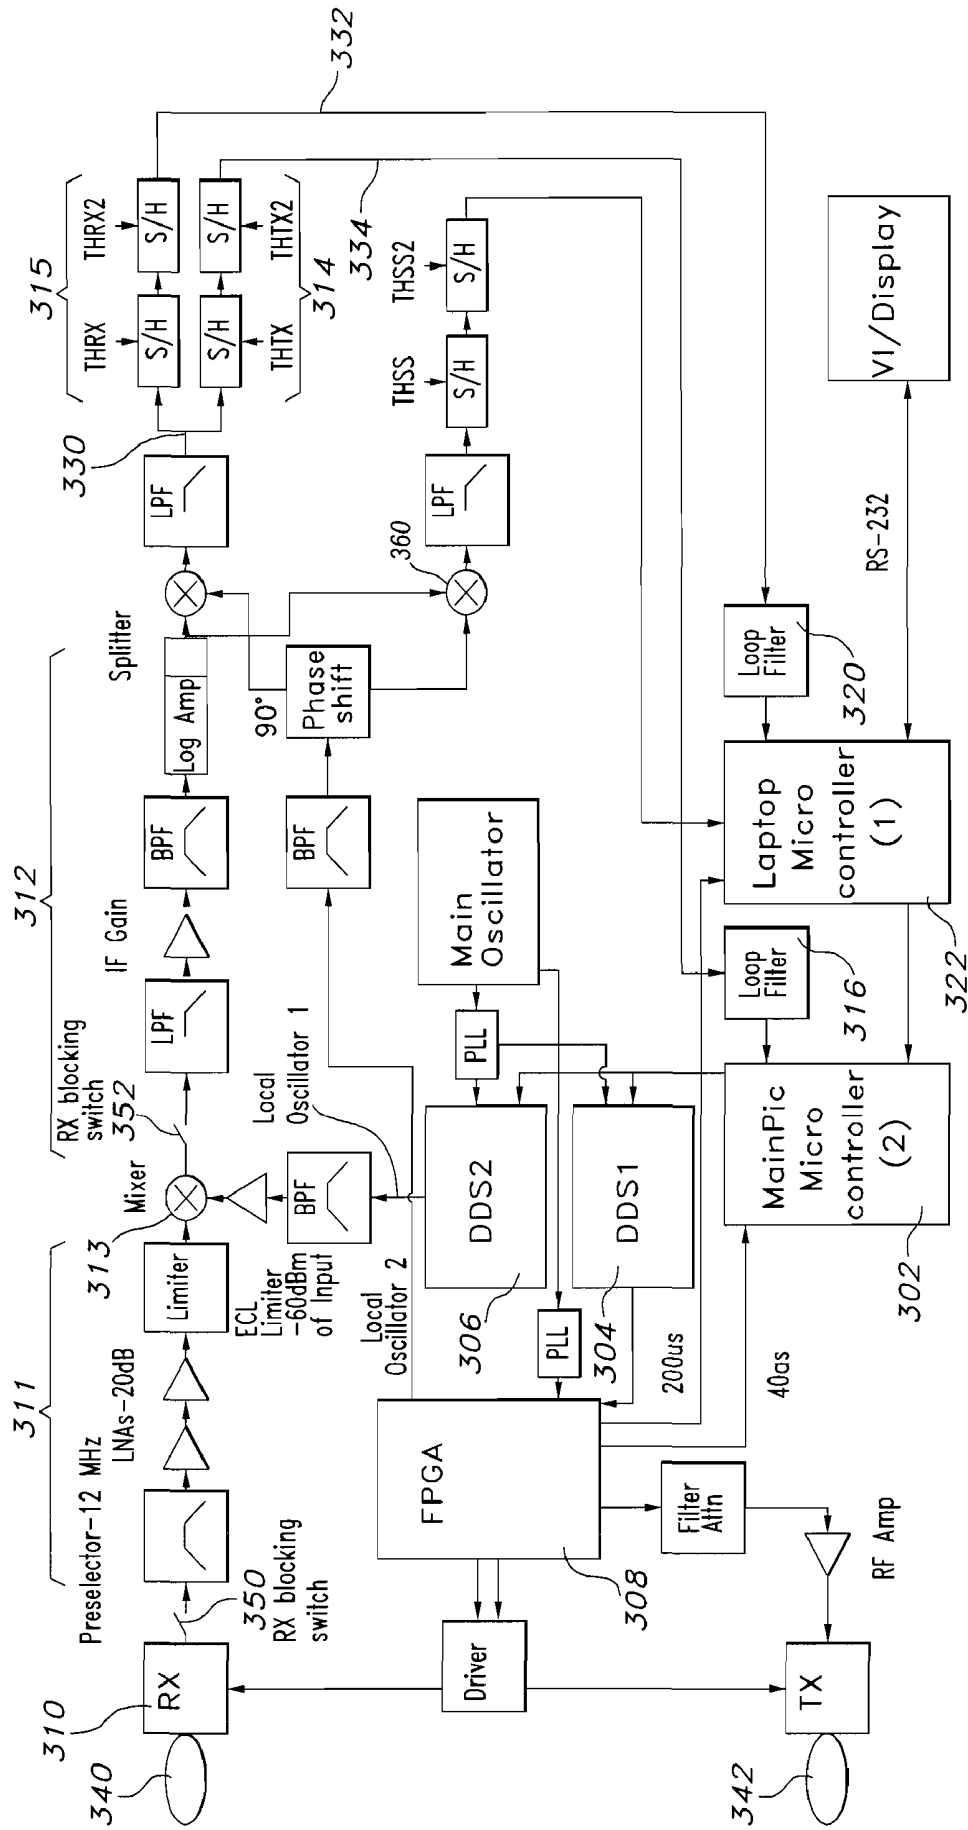 311
312
315
THRX
THRX2
332
Preselector-12 MHz
LNAs-20dB
Mixer
RX blocking
switch
352
IF Gain
Splitter
330
310
340
RX
350
RX blocking
switch
Limiter
313
LPF
BPF
Log Amp
LPF
S/H
S/H
S/H
S/H
THTX
THTX2
314
334
ECL
Limiter
-60dBm
of Input
BPF
Local
Oscillator 1
BPF
90°
Phase
shift
360
LPF
THSS
THSS2
S/H
S/H
Local
Oscillator 2
Main
Oscillator
PLL
DDS2
306
DDS1
304
PLL
FPGA
308
Driver
200us
40as
Filter
Attn
RF Amp
TX
342
MainPic
Micro
controller
(2)
302
Loop
Filter
316
Laptop
Micro
controller
(1)
322
Loop
Filter
320
RS-232
VI/Display